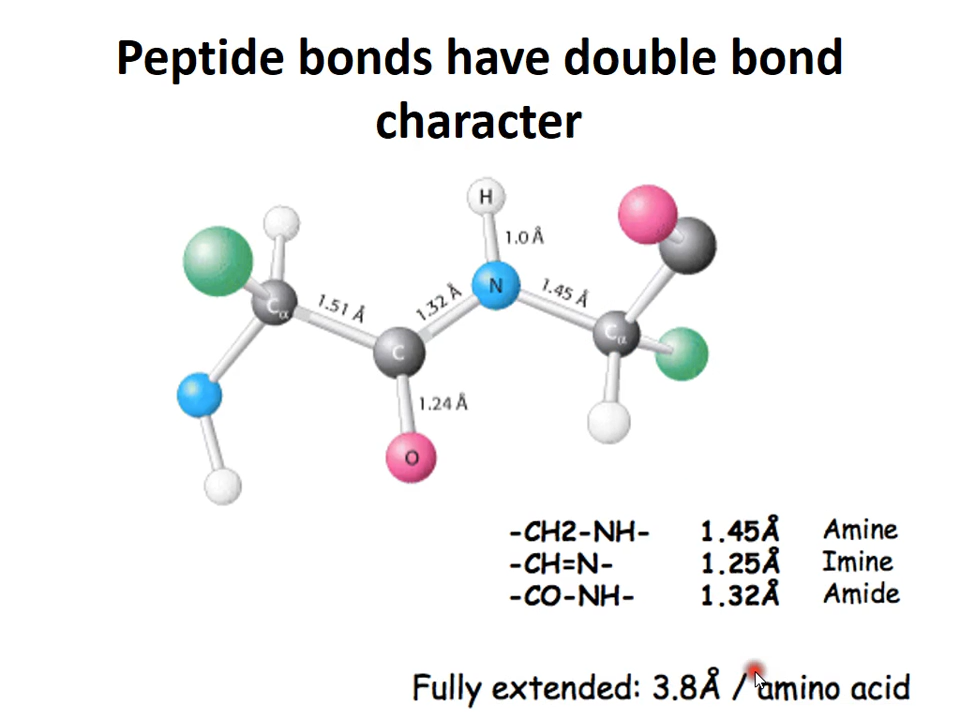 Peptide bonds have double bond
character
H
1.0 Å
N
1.51 Å
1.32 Å
1.45 Å
Cα
Cα
C
1.24 Å
O
-CH2-NH- 1.45Å Amine
-CH=N- 1.25Å Imine
-CO-NH- 1.32Å Amide
Fully extended: 3.8Å / amino acid